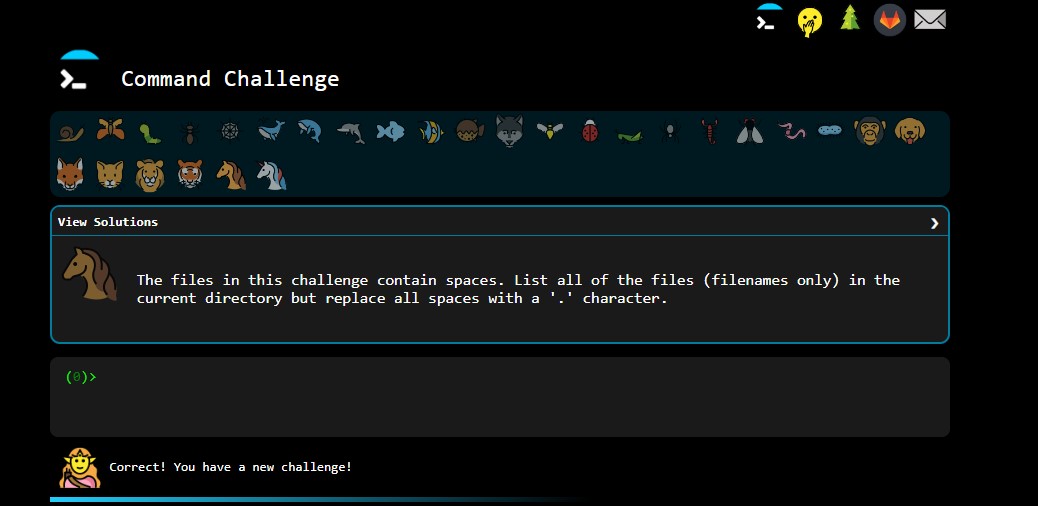 Command Challenge
View Solutions
The files in this challenge contain spaces. List all of the files (filenames only) in the
current directory but replace all spaces with a '.' character.
(0)>
Correct! You have a new challenge!